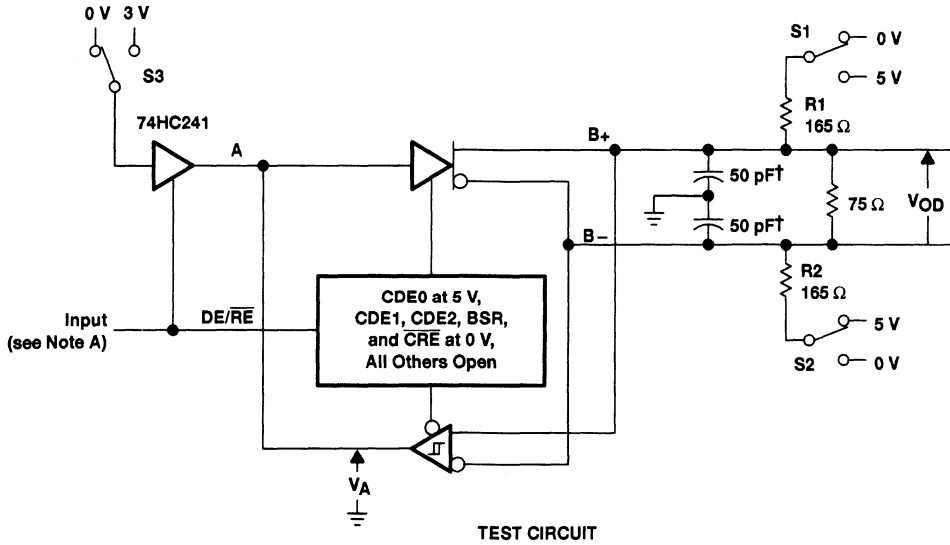 0 V 3 V
S3
74HC241
A
B+
S1
0 V
5 V
R1
165 Ω
50 pF†
50 pF†
75 Ω
VOD
B−
R2
165 Ω
5 V
S2
0 V
Input
(see Note A)
DE/RE
CDE0 at 5 V,
CDE1, CDE2, BSR,
and CRE at 0 V,
All Others Open
VA
TEST CIRCUIT